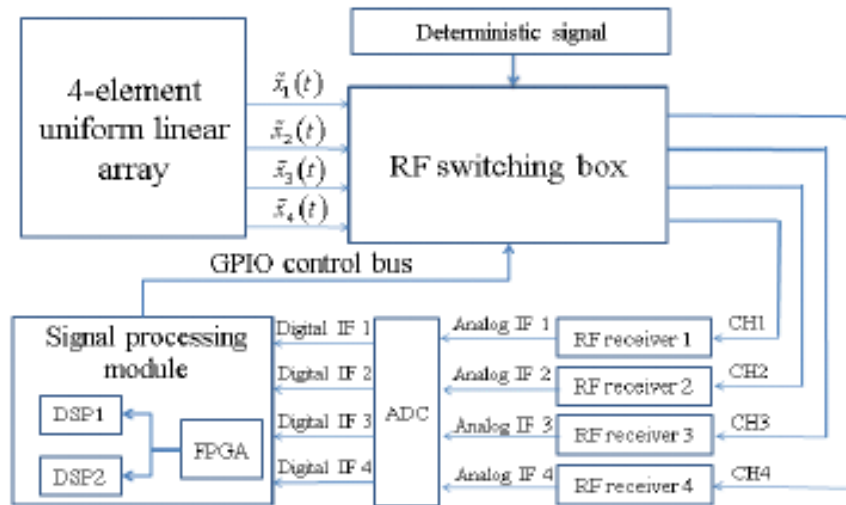 Deterministic signal
4-element
uniform linear
array
x̃₁(t)
x̃₂(t)
x̃₃(t)
x̃₄(t)
RF switching box
GPIO control bus
Signal processing
module
DSP1
DSP2
FPGA
Digital IF 1
Digital IF 2
Digital IF 3
Digital IF 4
ADC
Analog IF 1
Analog IF 2
Analog IF 3
Analog IF 4
RF receiver 1
RF receiver 2
RF receiver 3
RF receiver 4
CH1
CH2
CH3
CH4